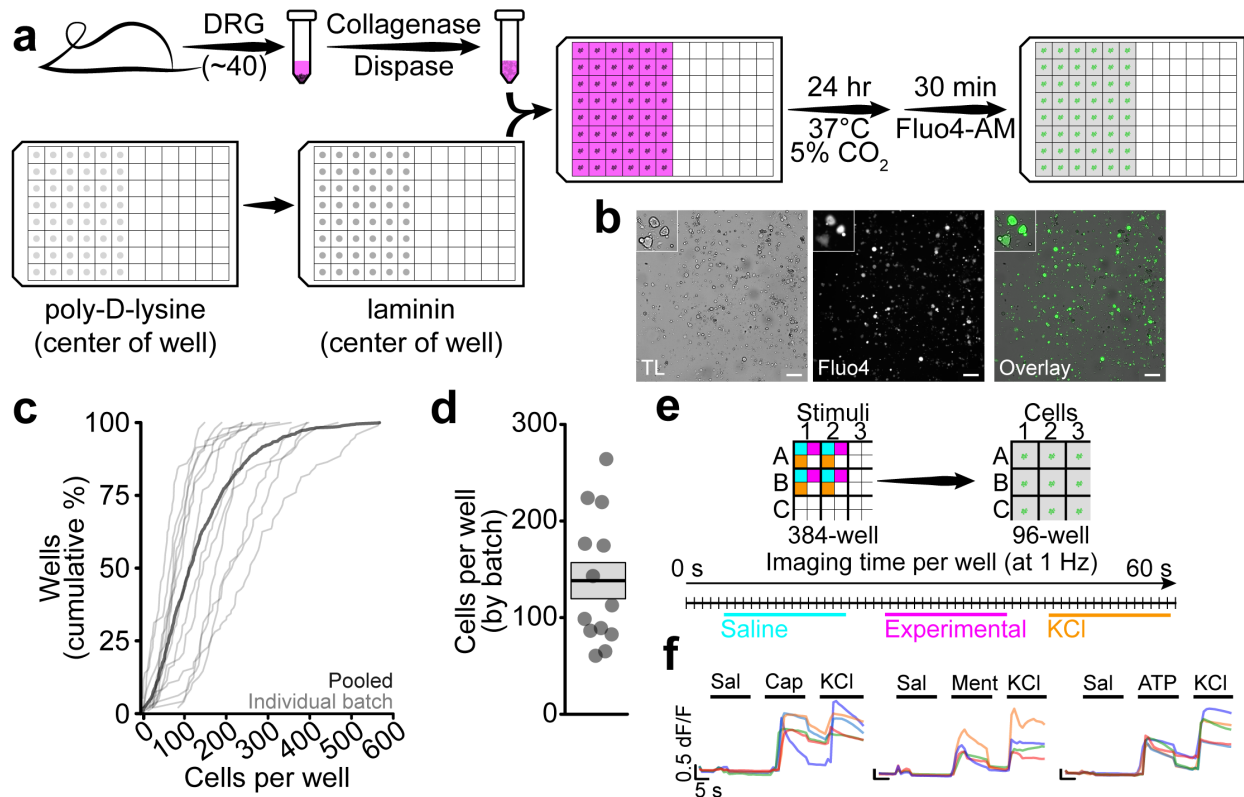 a
DRG
(~40)
Collagenase
Dispase
24 hr
37°C
5% CO2
30 min
Fluo4-AM
poly-D-lysine
(center of well)
laminin
(center of well)
b
TL
Fluo4
Overlay
c
Wells
(cumulative %)
100
75
50
25
0
Pooled
Individual batch
0 100 200 300 400 500 600
Cells per well
d
Cells per well
(by batch)
300
200
100
0
e
Stimuli
1 2 3
A
B
C
384-well
Cells
1 2 3
A
B
C
96-well
Imaging time per well (at 1 Hz)
0 s
60 s
Saline
Experimental
KCl
f
Sal Cap KCl
Sal Ment KCl
Sal ATP KCl
0.5 dF/F
5 s